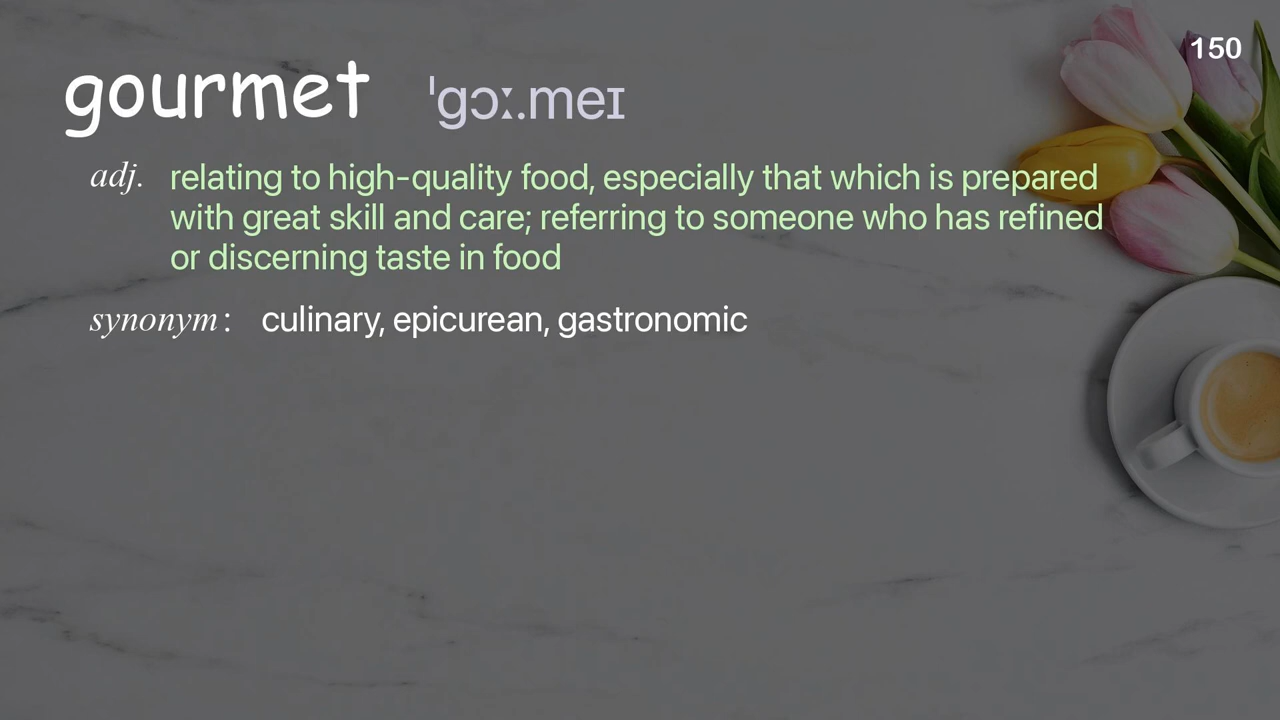 150
gourmet ˈɡɔː.meɪ
adj. relating to high-quality food, especially that which is prepared
with great skill and care; referring to someone who has refined
or discerning taste in food
synonym: culinary, epicurean, gastronomic